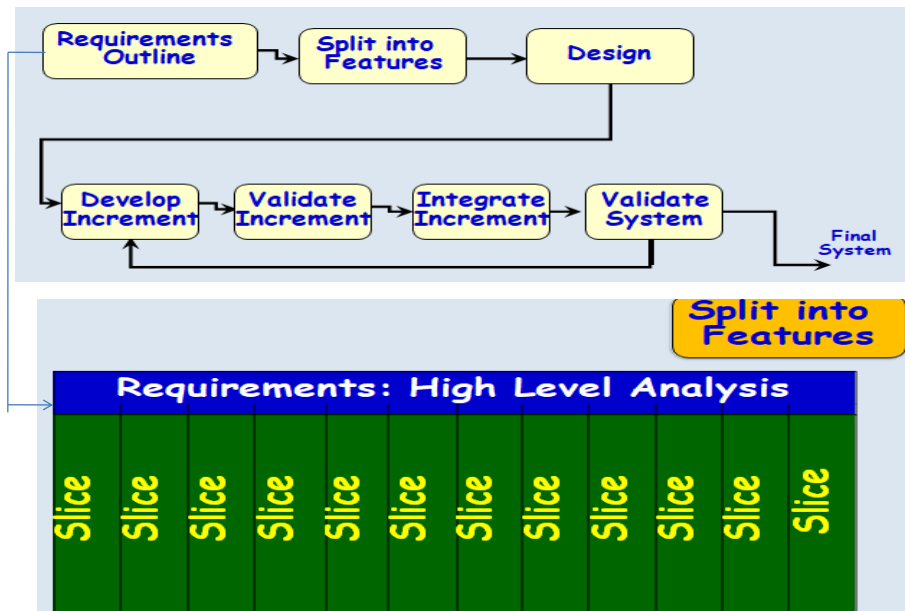 Requirements
Outline
Split into
Features
Design
Develop
Increment
Validate
Increment
Integrate
Increment
Validate
System
Final
System
Split into
Features
Requirements: High Level Analysis
Slice
Slice
Slice
Slice
Slice
Slice
Slice
Slice
Slice
Slice
Slice
Slice